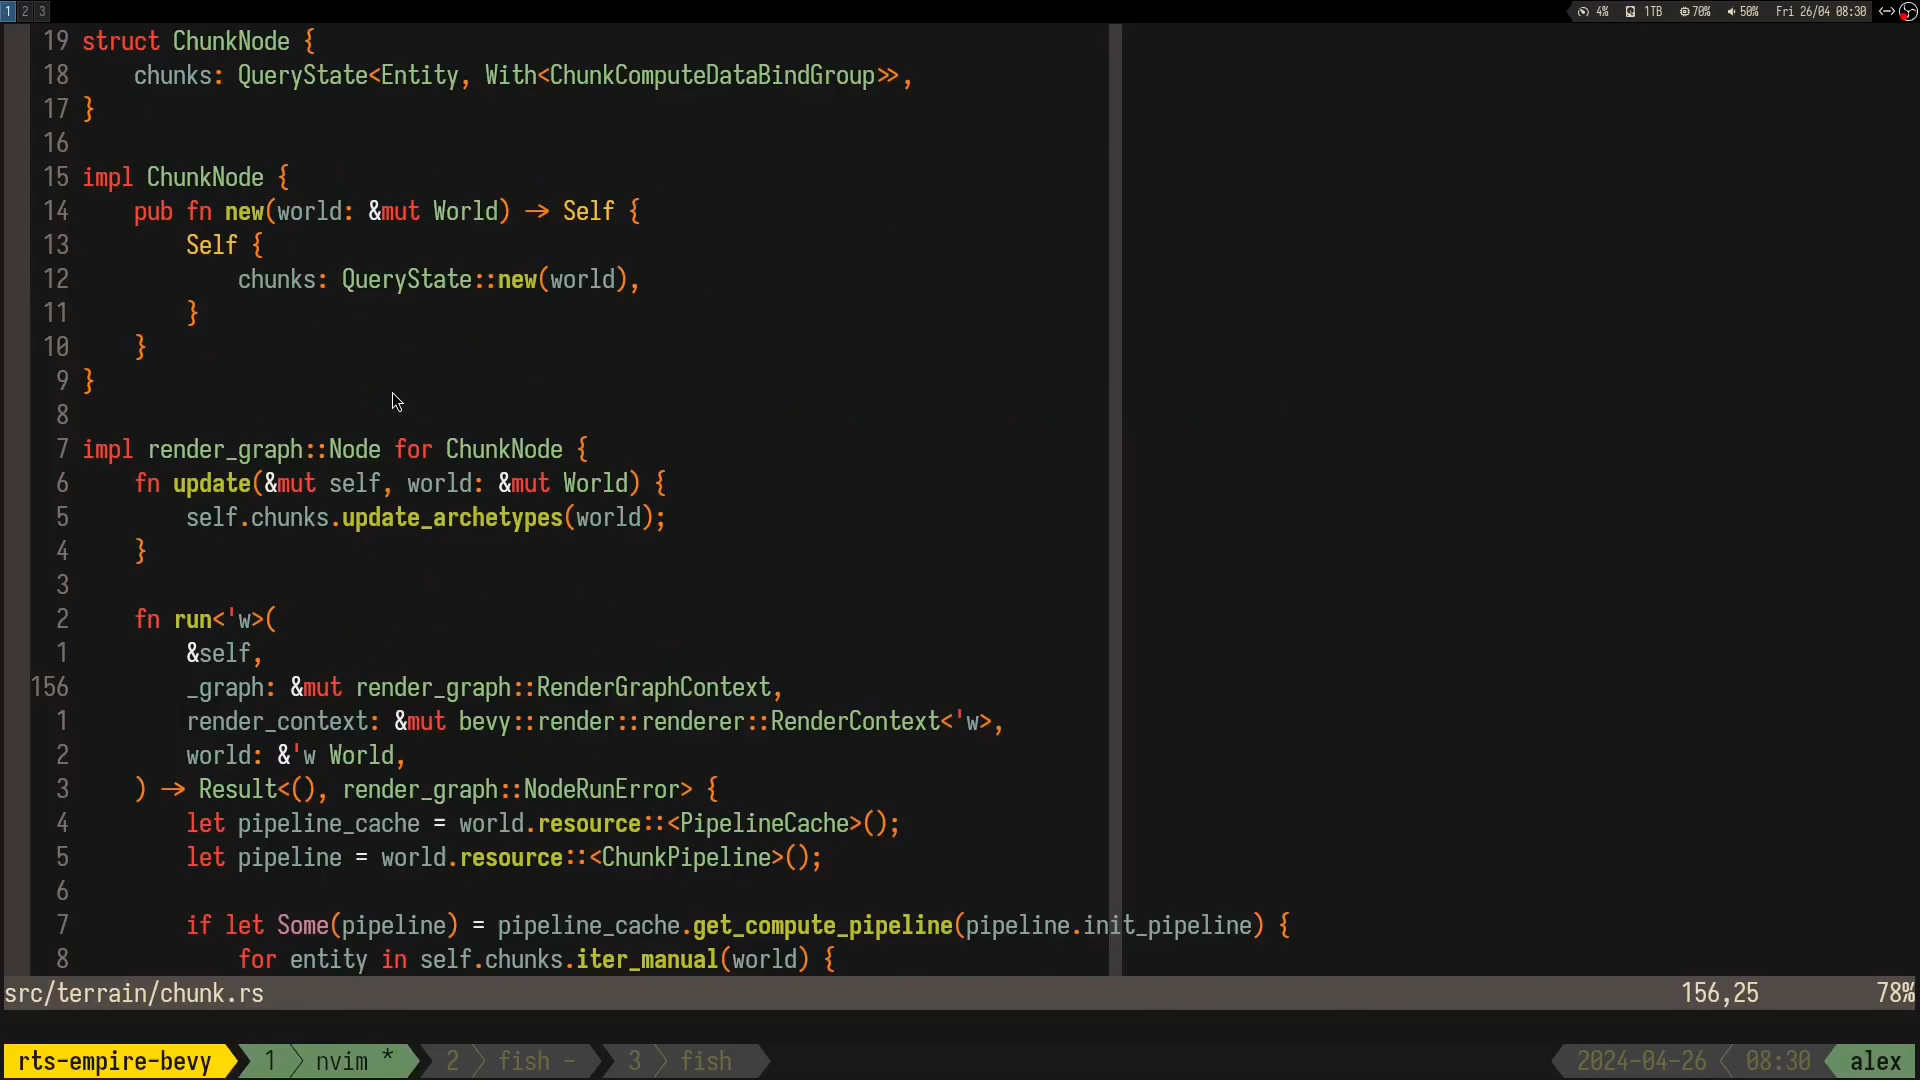 1 2 3 4% 1TB 70% 50% Fri 26/04 08:30
19 struct ChunkNode {
18     chunks: QueryState<Entity, With<ChunkComputeDataBindGroup>>,
17 }
16
15 impl ChunkNode {
14     pub fn new(world: &mut World) -> Self {
13         Self {
12             chunks: QueryState::new(world),
11         }
10     }
9 }
8
7 impl render_graph::Node for ChunkNode {
6     fn update(&mut self, world: &mut World) {
5         self.chunks.update_archetypes(world);
4     }
3
2     fn run<'w>(
1         &self,
156         _graph: &mut render_graph::RenderGraphContext,
1         render_context: &mut bevy::render::renderer::RenderContext<'w>,
2         world: &'w World,
3     ) -> Result<(), render_graph::NodeRunError> {
4         let pipeline_cache = world.resource::<PipelineCache>();
5         let pipeline = world.resource::<ChunkPipeline>();
6
7         if let Some(pipeline) = pipeline_cache.get_compute_pipeline(pipeline.init_pipeline) {
8             for entity in self.chunks.iter_manual(world) {
src/terrain/chunk.rs 156,25 78%
rts-empire-bevy 1 nvim * 2 fish - 3 fish 2024-04-26 08:30 alex